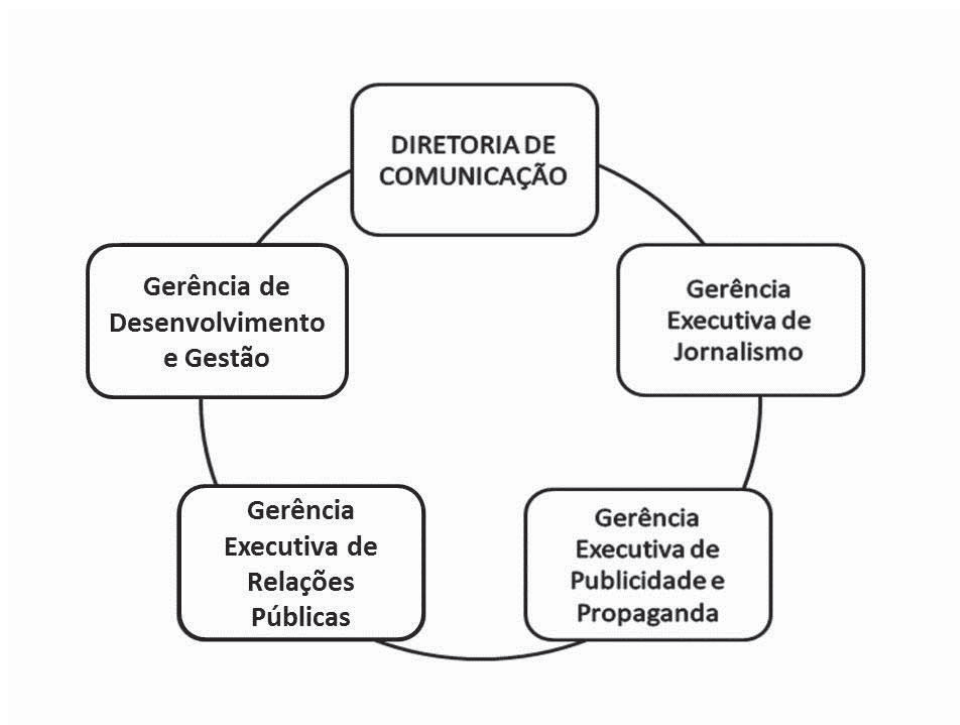 DIRETORIA DE
COMUNICAÇÃO
Gerência de
Desenvolvimento
e Gestão
Gerência
Executiva de
Jornalismo
Gerência
Executiva de
Relações
Públicas
Gerência
Executiva de
Publicidade e
Propaganda